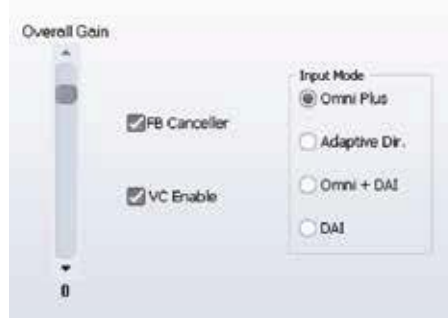 Overall Gain
Input Mode
Omni Plus
FB Canceller
Adaptive Dir.
VC Enable
Omni + DAI
DAI
0